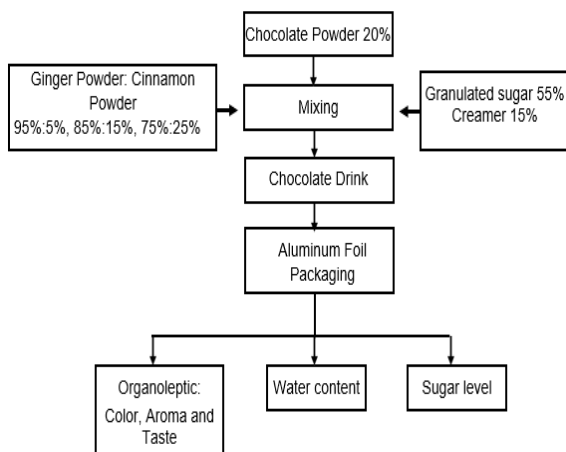 Chocolate Powder 20%
Ginger Powder: Cinnamon
Powder
95%:5%, 85%:15%, 75%:25%
Mixing
Granulated sugar 55%
Creamer 15%
Chocolate Drink
Aluminum Foil
Packaging
Organoleptic:
Color, Aroma and
Taste
Water content
Sugar level